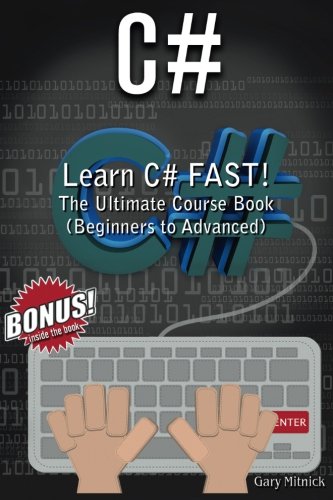 C#
Learn C# FAST!
The Ultimate Course Book
(Beginners to Advanced)
C#
BONUS!
inside the book
ENTER
Gary Mitnick